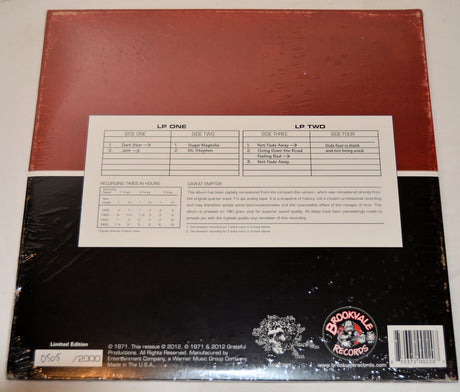 LP ONE
LP TWO
SIDE ONE
SIDE TWO
SIDE THREE
SIDE FOUR
1. Dark Star →
2. Jam →
1. Sugar Magnolia
2. St. Stephen
1. Not Fade Away →
2. Going Down the Road
Feeling Bad →
3. Not Fade Away
Side four is blank
and not being used.
RECORDING TIMES IN HOURS
CAVEAT EMPTOR
This album has been digitally remastered from the compact disc version, which was remastered directly from
the original quarter track 7½ ips analog tape. It is a snapshot of history, not a modern professional recording
and may therefore exhibit some technical anomalies and the unavoidable effect of the ravages of time. This
album is pressed on 180 gram vinyl for superior sound quality. All steps have been painstakingly made to
provide you with the highest quality rendition of this recording.
Limited Edition
0505 /2000
℗ 1971. This reissue © 2012, © 1971 & 2012 Grateful
Productions. All Rights Reserved. Manufactured by
Entertainment Company, a Warner Music Group Company.
Made in the U.S.A.
BROOKVALE
RECORDS
www.brookvalerecords.com